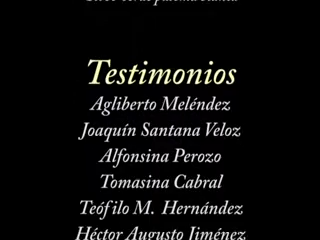 Testimonios
Agliberto Meléndez
Joaquín Santana Veloz
Alfonsina Perozo
Tomasina Cabral
Teófilo M. Hernández
Héctor Augusto Jiménez